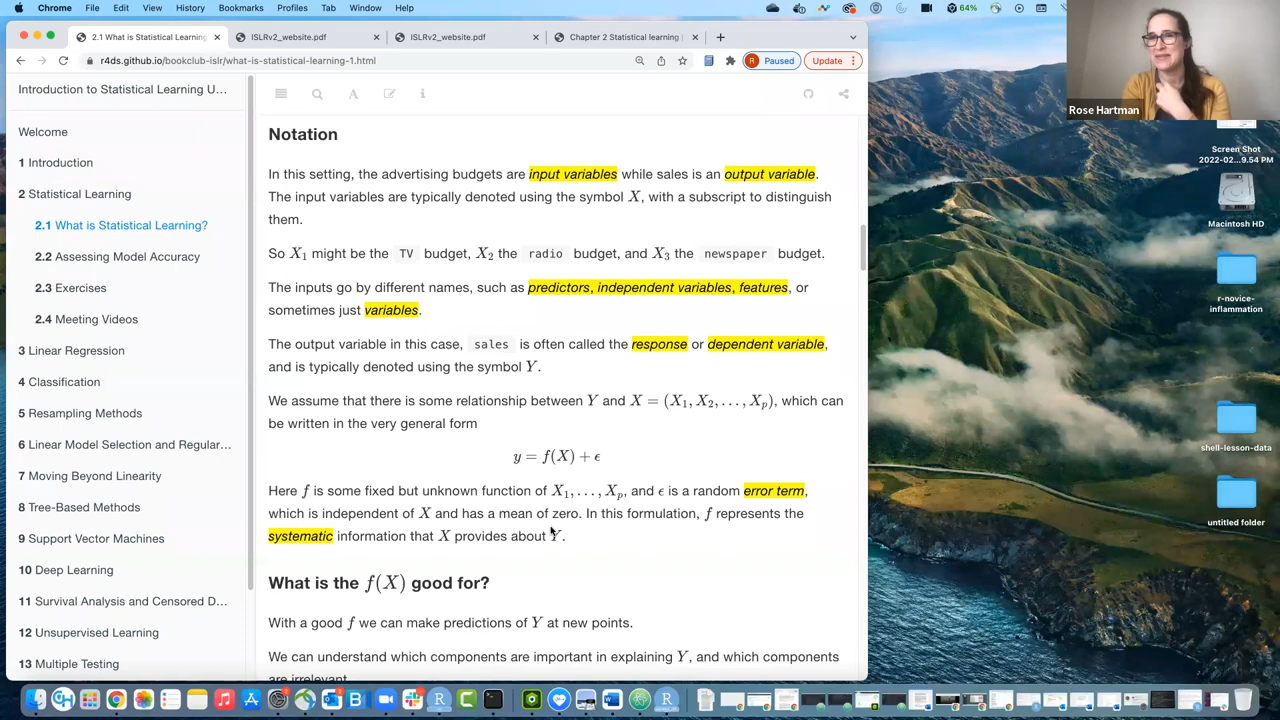 Chrome File Edit View History Bookmarks Profiles Tab Window Help 64%
2.1 What is Statistical Learning ISLRv2_website.pdf ISLRv2_website.pdf Chapter 2 Statistical learning
r4ds.github.io/bookclub-islr/what-is-statistical-learning-1.html R Paused Update
Introduction to Statistical Learning U...
Welcome
1 Introduction
2 Statistical Learning
2.1 What is Statistical Learning?
2.2 Assessing Model Accuracy
2.3 Exercises
2.4 Meeting Videos
3 Linear Regression
4 Classification
5 Resampling Methods
6 Linear Model Selection and Regular...
7 Moving Beyond Linearity
8 Tree-Based Methods
9 Support Vector Machines
10 Deep Learning
11 Survival Analysis and Censored D...
12 Unsupervised Learning
13 Multiple Testing
Notation
In this setting, the advertising budgets are input variables while sales is an output variable.
The input variables are typically denoted using the symbol X, with a subscript to distinguish
them.
So X₁ might be the TV budget, X₂ the radio budget, and X₃ the newspaper budget.
The inputs go by different names, such as predictors, independent variables, features, or
sometimes just variables.
The output variable in this case, sales is often called the response or dependent variable,
and is typically denoted using the symbol Y.
We assume that there is some relationship between Y and X = (X₁, X₂, . . . , Xₚ), which can
be written in the very general form
y = f(X) + ϵ
Here f is some fixed but unknown function of X₁, . . . , Xₚ, and ϵ is a random error term,
which is independent of X and has a mean of zero. In this formulation, f represents the
systematic information that X provides about Y.
What is the f(X) good for?
With a good f we can make predictions of Y at new points.
We can understand which components are important in explaining Y, and which components
are irrelevant.
Rose Hartman
Screen Shot
2022-02...9.54 PM
Macintosh HD
r-novice-
inflammation
shell-lesson-data
untitled folder